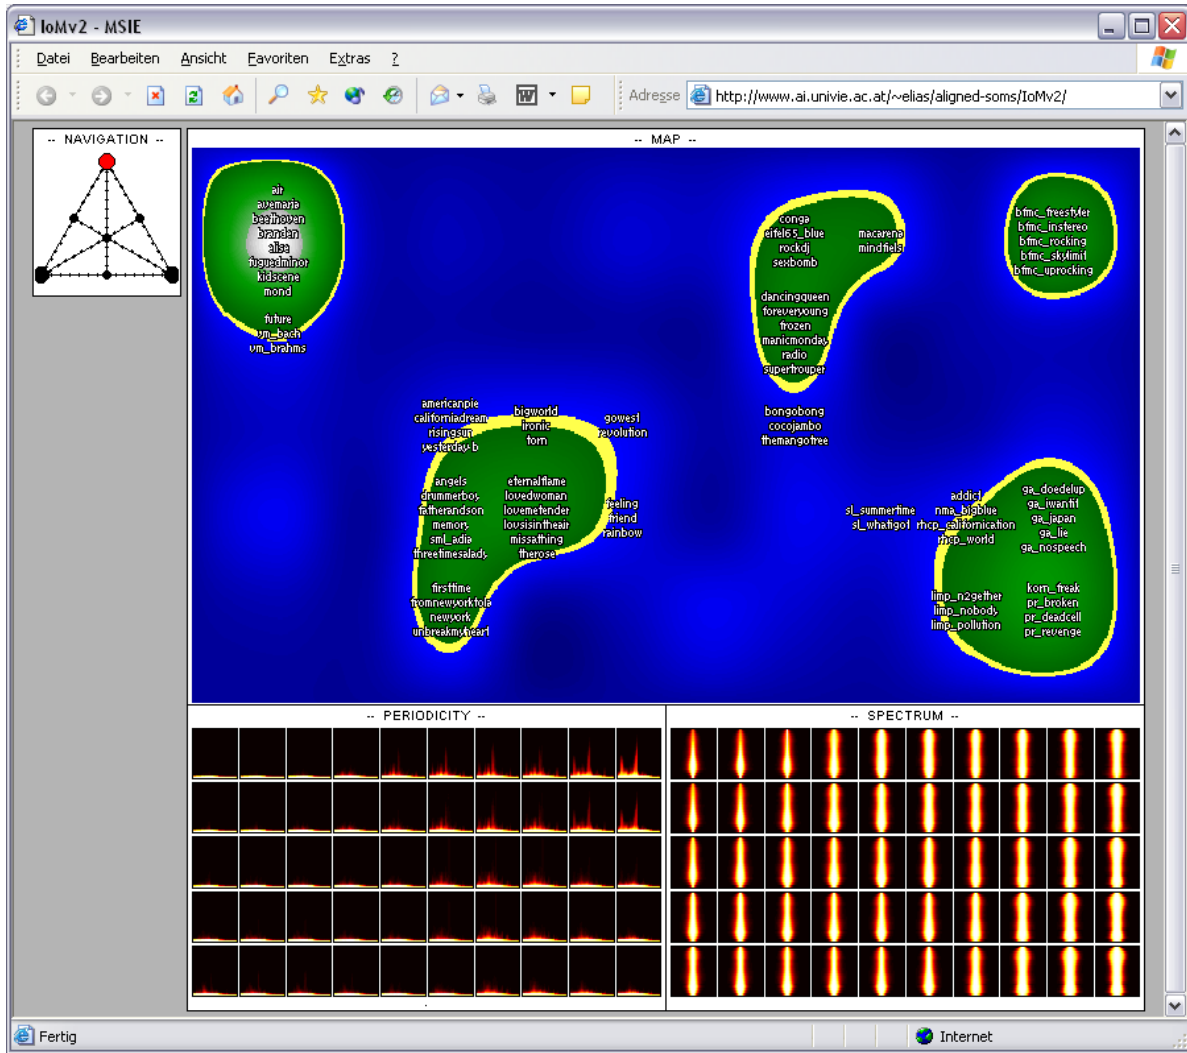 IoMv2 - MSIE
Datei Bearbeiten Ansicht Favoriten Extras ?
Adresse http://www.ai.univie.ac.at/~elias/aligned-soms/IoMv2/
-- NAVIGATION --
-- MAP --
air
avemaria
beethoven
branden
elise
fuguedminor
kidscene
mond
future
vm_bach
vm_brahms
conga
eifel65_blue
rockdj
sexbomb
macarena
mindfiels
bfmc_freestyler
bfmc_instereo
bfmc_rocking
bfmc_skylimit
bfmc_uprocking
dancingqueen
foreveryoung
frozen
manicmonday
radio
supertrouper
bongobong
cocojambo
themangotree
americanpie
californiadream
risingsun
yesterday-b
bigworld
ironic
torn
gowest
revolution
angels
drummerboy
fatherandson
memory
sml_adia
threetimesalady
eternalflame
lovedwoman
lovemetender
lovsisintheair
missathing
therose
feeling
friend
rainbow
firsttime
fromnewyorktola
newyork
unbreakmyheart
sl_summertime
sl_whatigot
addict
nma_bigblue
rhcp_californication
rhcp_world
ga_doedelup
ga_iwantit
ga_japan
ga_lie
ga_nospeech
limp_n2gether
limp_nobody
limp_pollution
korn_freak
pr_broken
pr_deadcell
pr_revenge
-- PERIODICITY --
-- SPECTRUM --
Fertig
Internet